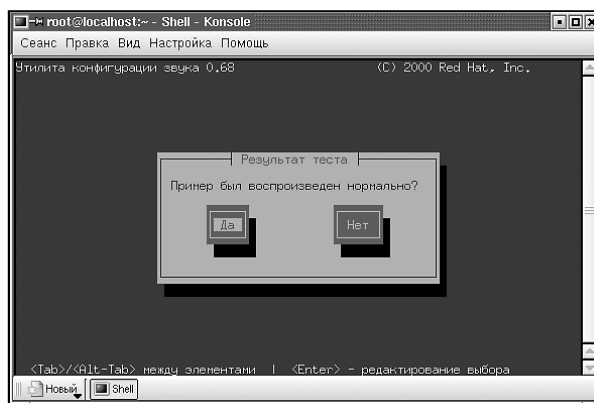 root@localhost:~ - Shell - Konsole
Сеанс Правка Вид Настройка Помощь
Утилита конфигурации звука 0.68 (C) 2000 Red Hat, Inc.
Результат теста
Пример был воспроизведен нормально?
Да Нет
<Tab>/<Alt-Tab> между элементами | <Enter> - редактирование выбора
Новый Shell